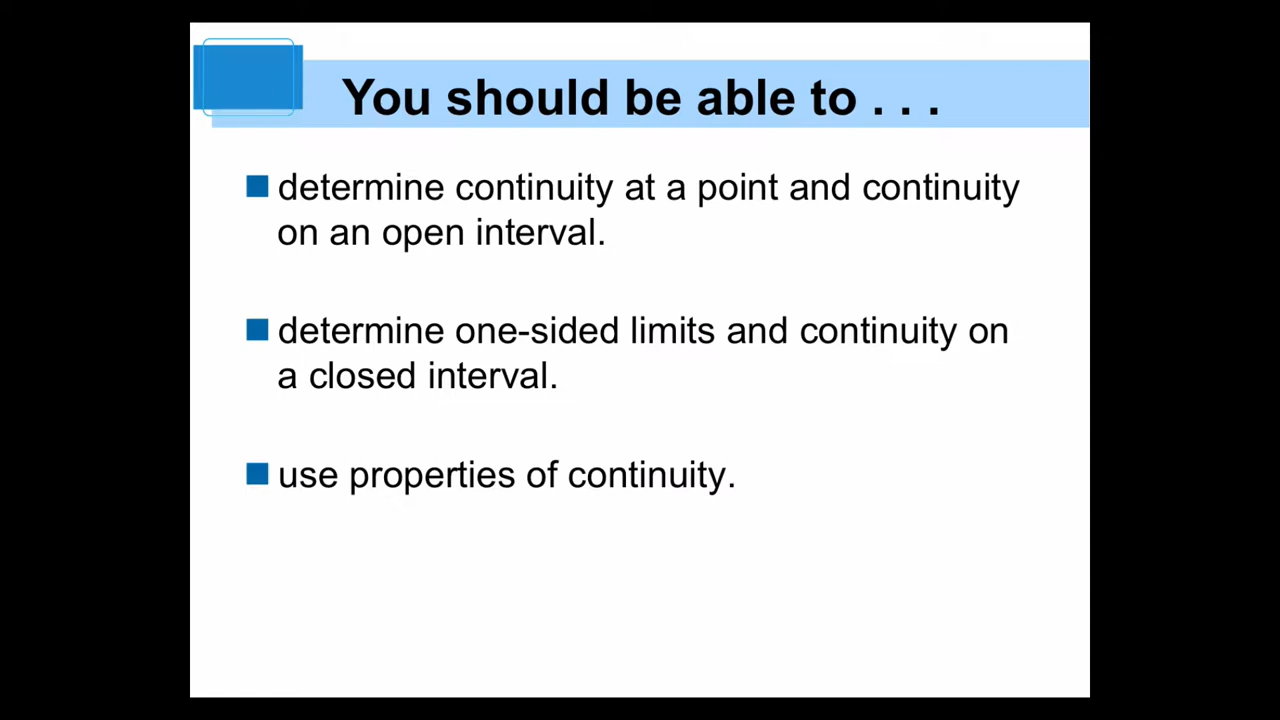 You should be able to . . .
determine continuity at a point and continuity
on an open interval.
determine one-sided limits and continuity on
a closed interval.
use properties of continuity.